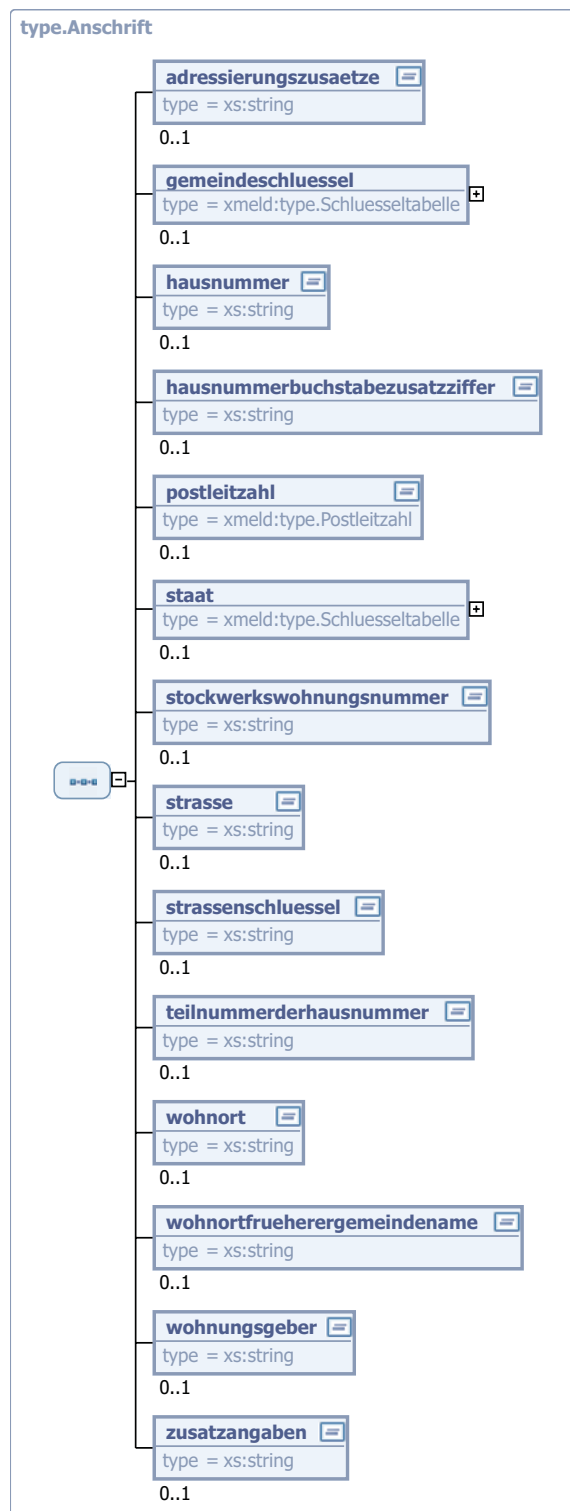 type.Anschrift
adressierungszusaetze
type = xs:string
0..1
gemeindeschluessel
type = xmeld:type.Schluesseltabelle
0..1
hausnummer
type = xs:string
0..1
hausnummerbuchstabezusatzziffer
type = xs:string
0..1
postleitzahl
type = xmeld:type.Postleitzahl
0..1
staat
type = xmeld:type.Schluesseltabelle
0..1
stockwerkswohnungsnummer
type = xs:string
0..1
strasse
type = xs:string
0..1
strassenschluessel
type = xs:string
0..1
teilnummerderhausnummer
type = xs:string
0..1
wohnort
type = xs:string
0..1
wohnortfrueherergemeindename
type = xs:string
0..1
wohnungsgeber
type = xs:string
0..1
zusatzangaben
type = xs:string
0..1